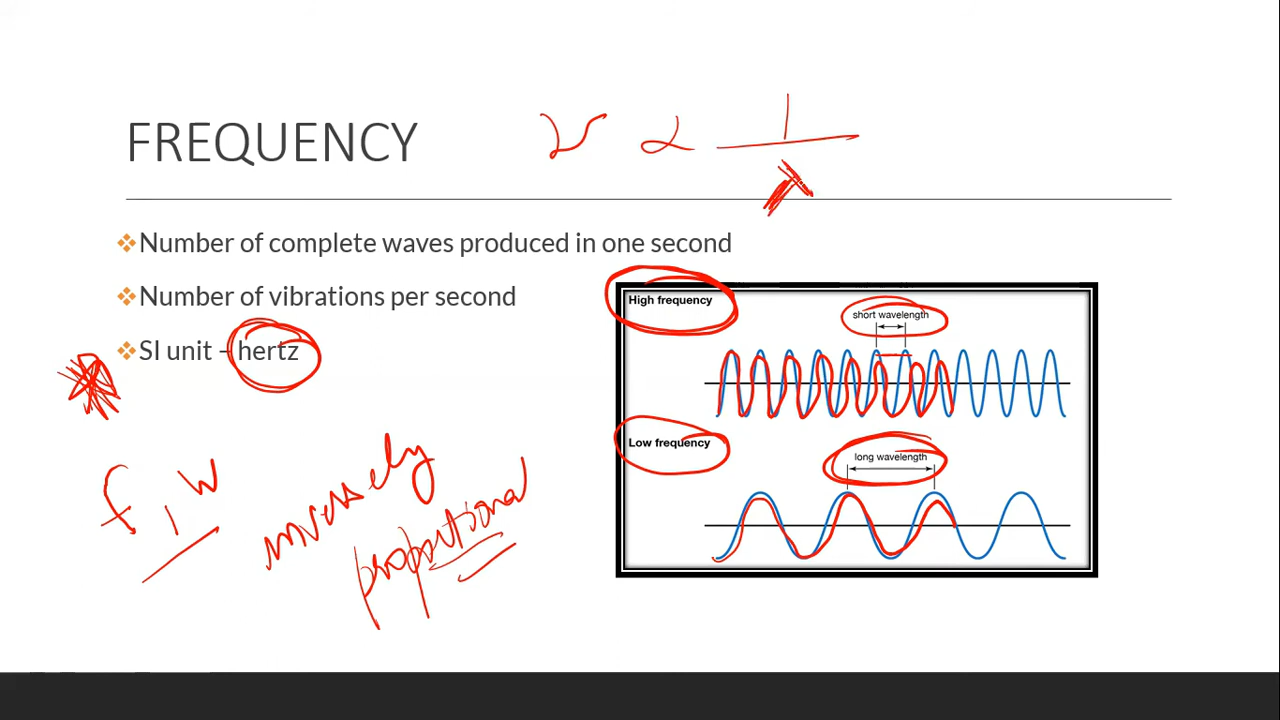 FREQUENCY
ν ∝ 1
❖Number of complete waves produced in one second
❖Number of vibrations per second
❖SI unit – hertz
High frequency
short wavelength
Low frequency
long wavelength
f 1 W
inversely
proportional